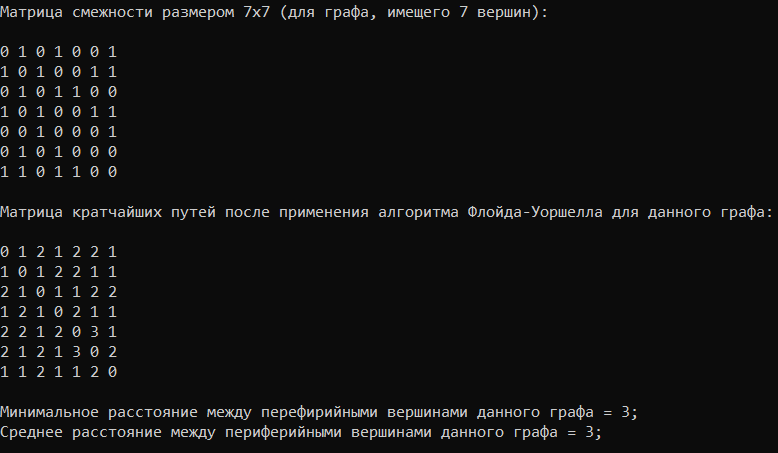 Матрица смежности размером 7x7 (для графа, имещего 7 вершин):
0 1 0 1 0 0 1
1 0 1 0 0 1 1
0 1 0 1 1 0 0
1 0 1 0 0 1 1
0 0 1 0 0 0 1
0 1 0 1 0 0 0
1 1 0 1 1 0 0
Матрица кратчайших путей после применения алгоритма Флойда-Уоршелла для данного графа:
0 1 2 1 2 2 1
1 0 1 2 2 1 1
2 1 0 1 1 2 2
1 2 1 0 2 1 1
2 2 1 2 0 3 1
2 1 2 1 3 0 2
1 1 2 1 1 2 0
Минимальное расстояние между перефирийными вершинами данного графа = 3;
Среднее расстояние между периферийными вершинами данного графа = 3;